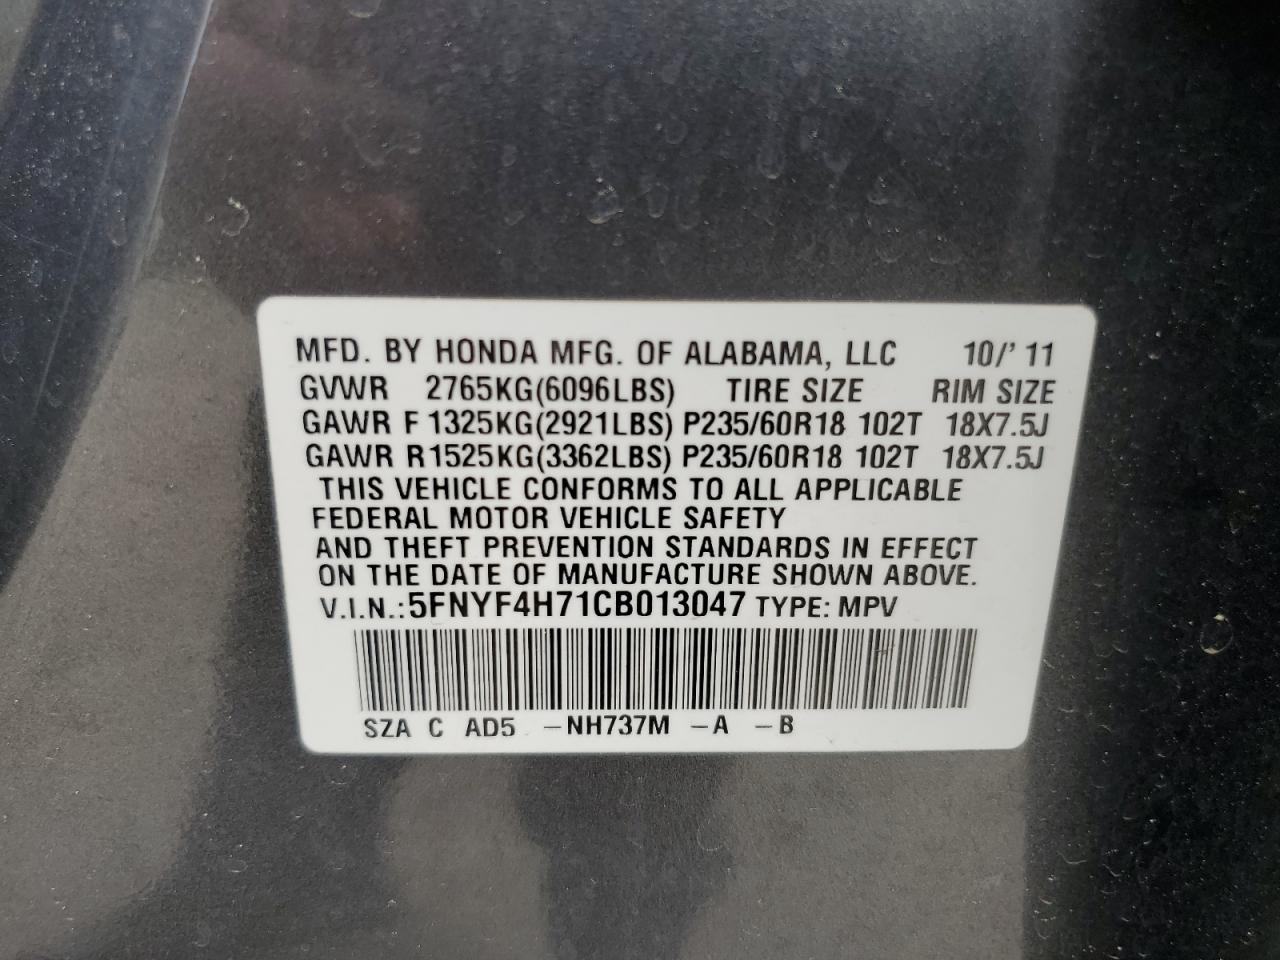 MFD. BY HONDA MFG. OF ALABAMA, LLC 10/' 11
GVWR 2765KG(6096LBS) TIRE SIZE RIM SIZE
GAWR F 1325KG(2921LBS) P235/60R18 102T 18X7.5J
GAWR R1525KG(3362LBS) P235/60R18 102T 18X7.5J
THIS VEHICLE CONFORMS TO ALL APPLICABLE
FEDERAL MOTOR VEHICLE SAFETY
AND THEFT PREVENTION STANDARDS IN EFFECT
ON THE DATE OF MANUFACTURE SHOWN ABOVE.
V.I.N.: 5FNYF4H71CB013047 TYPE: MPV
SZA C AD5 -NH737M -A -B